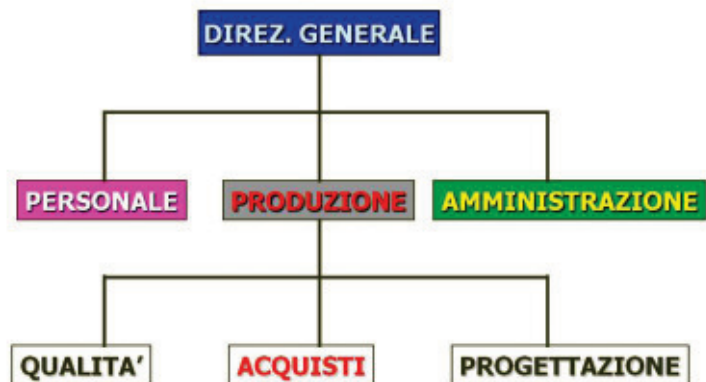 DIREZ. GENERALE
PERSONALE
PRODUZIONE
AMMINISTRAZIONE
QUALITA'
ACQUISTI
PROGETTAZIONE